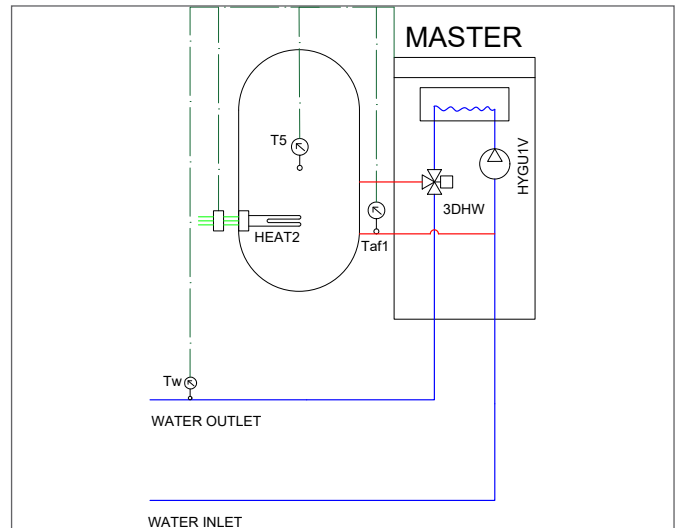 MASTER
T5
HYGU1V
3DHW
HEAT2
Taf1
Tw
WATER OUTLET
WATER INLET